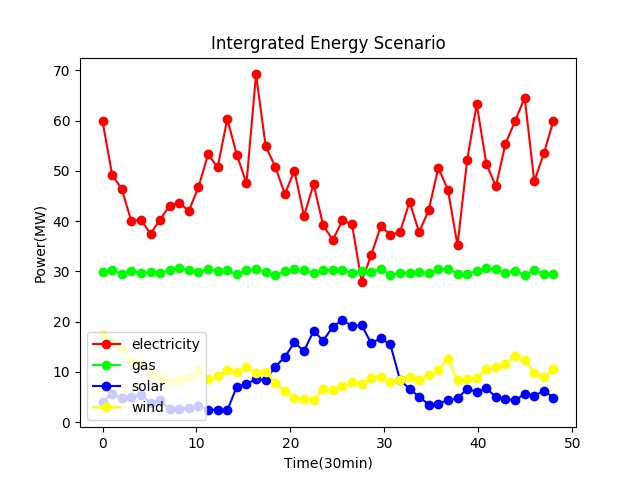 Intergrated Energy Scenario
70
60
50
40
30
20
10
0
Power(MW)
electricity
gas
solar
wind
0 10 20 30 40 50
Time(30min)